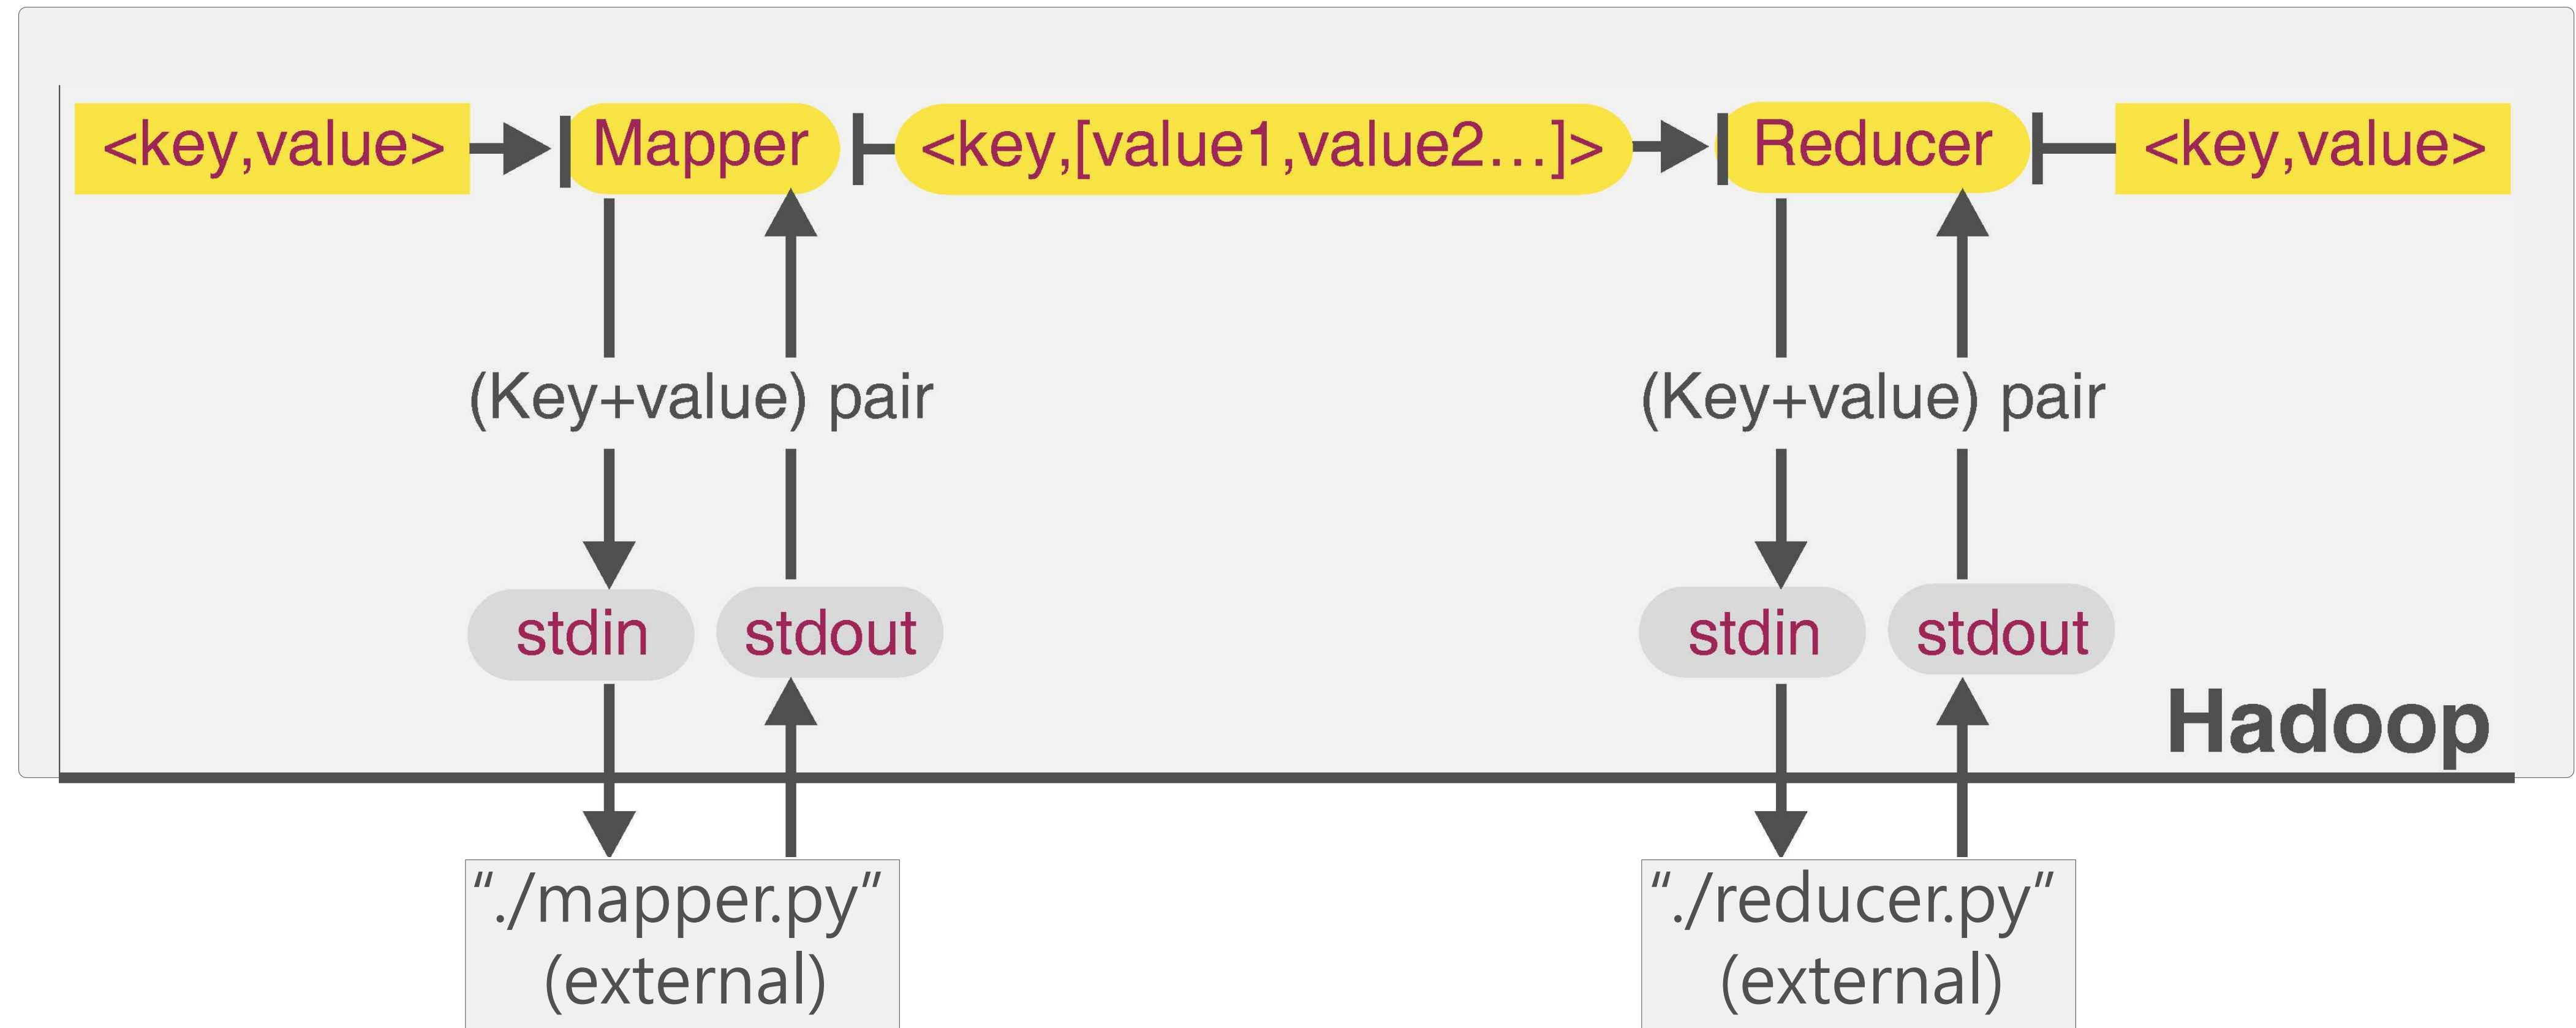 <key,value>
Mapper
<key,[value1,value2...]>
Reducer
<key,value>
(Key+value) pair
(Key+value) pair
stdin
stdout
stdin
stdout
Hadoop
“./mapper.py”
(external)
“./reducer.py”
(external)